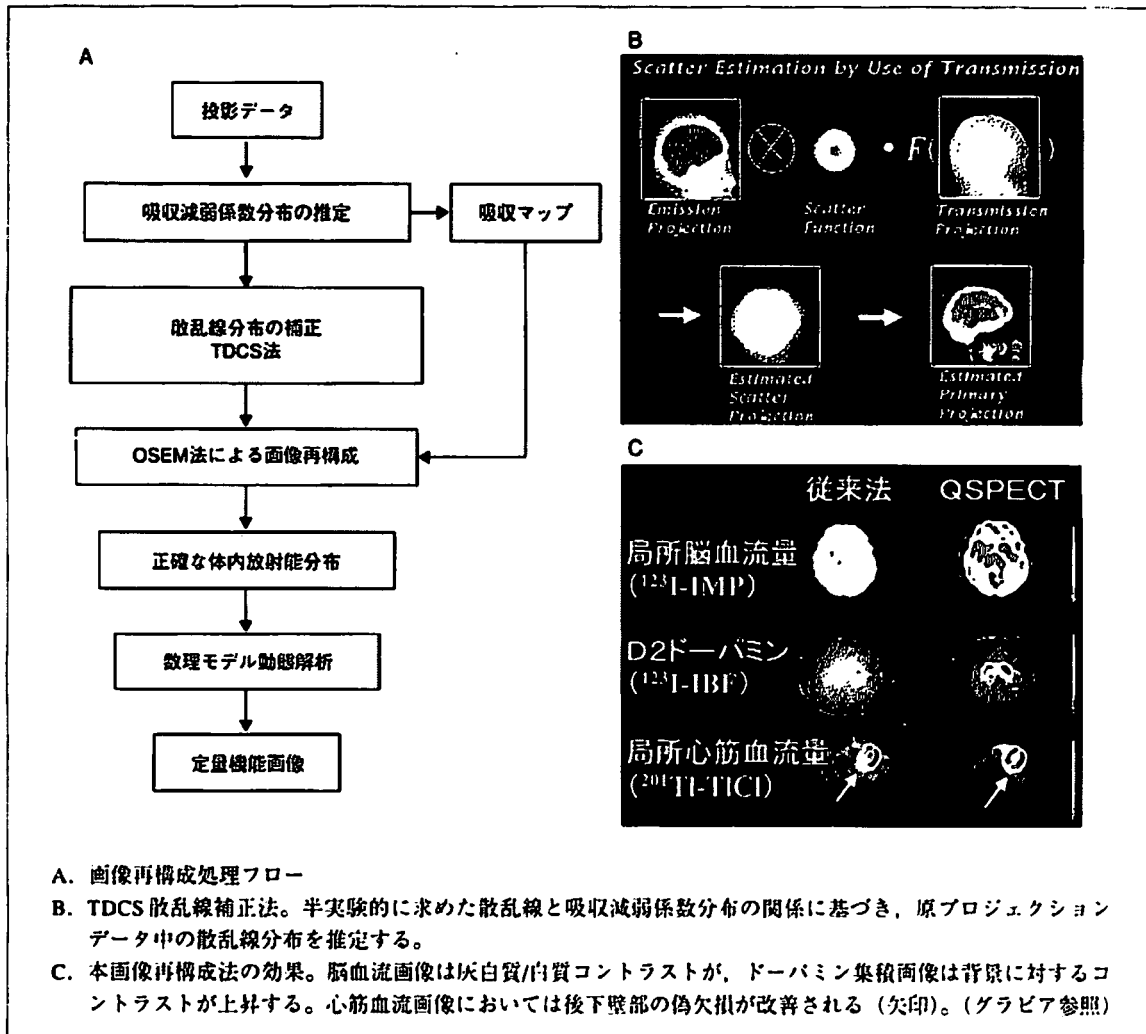 A
投影データ
吸収減弱係数分布の推定
吸収マップ
散乱線分布の補正
TDCS法
OSEM法による画像再構成
正確な体内放射能分布
数理モデル動態解析
定量機能画像
B
Scatter Estimation by Use of Transmission
F( )
Emission
Projection
Scatter
Function
Transmission
Projection
Estimated
Scatter
Projection
Estimated
Primary
Projection
C
従来法 QSPECT
局所脳血流量
(¹²³I-IMP)
D2ドーパミン
(¹²³I-IBF)
局所心筋血流量
(²⁰¹Tl-TlCl)
A. 画像再構成処理フロー
B. TDCS 散乱線補正法。半実験的に求めた散乱線と吸収減弱係数分布の関係に基づき，原プロジェクション
データ中の散乱線分布を推定する。
C. 本画像再構成法の効果。脳血流画像は灰白質/白質コントラストが，ドーパミン集積画像は背景に対するコ
ントラストが上昇する。心筋血流画像においては後下壁部の偽欠損が改善される（矢印）。（グラビア参照）